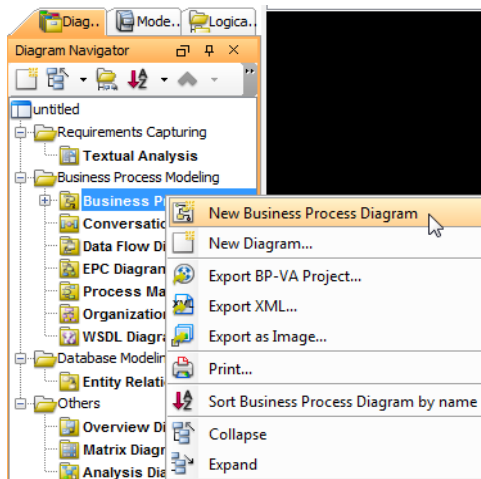 Diag.. Mode.. Logica.
Diagram Navigator
untitled
Requirements Capturing
Textual Analysis
Business Process Modeling
Business
New Business Process Diagram
Conversatio
New Diagram...
Data Flow Di
EPC Diagran
Export BP-VA Project...
Process Ma
Export XML...
Organization
Export as Image...
WSDL Diagra
Database Modelin
Print...
Entity Relati
Sort Business Process Diagram by name
Others
Overview Di
Collapse
Matrix Diagr
Expand
Analysis Dia